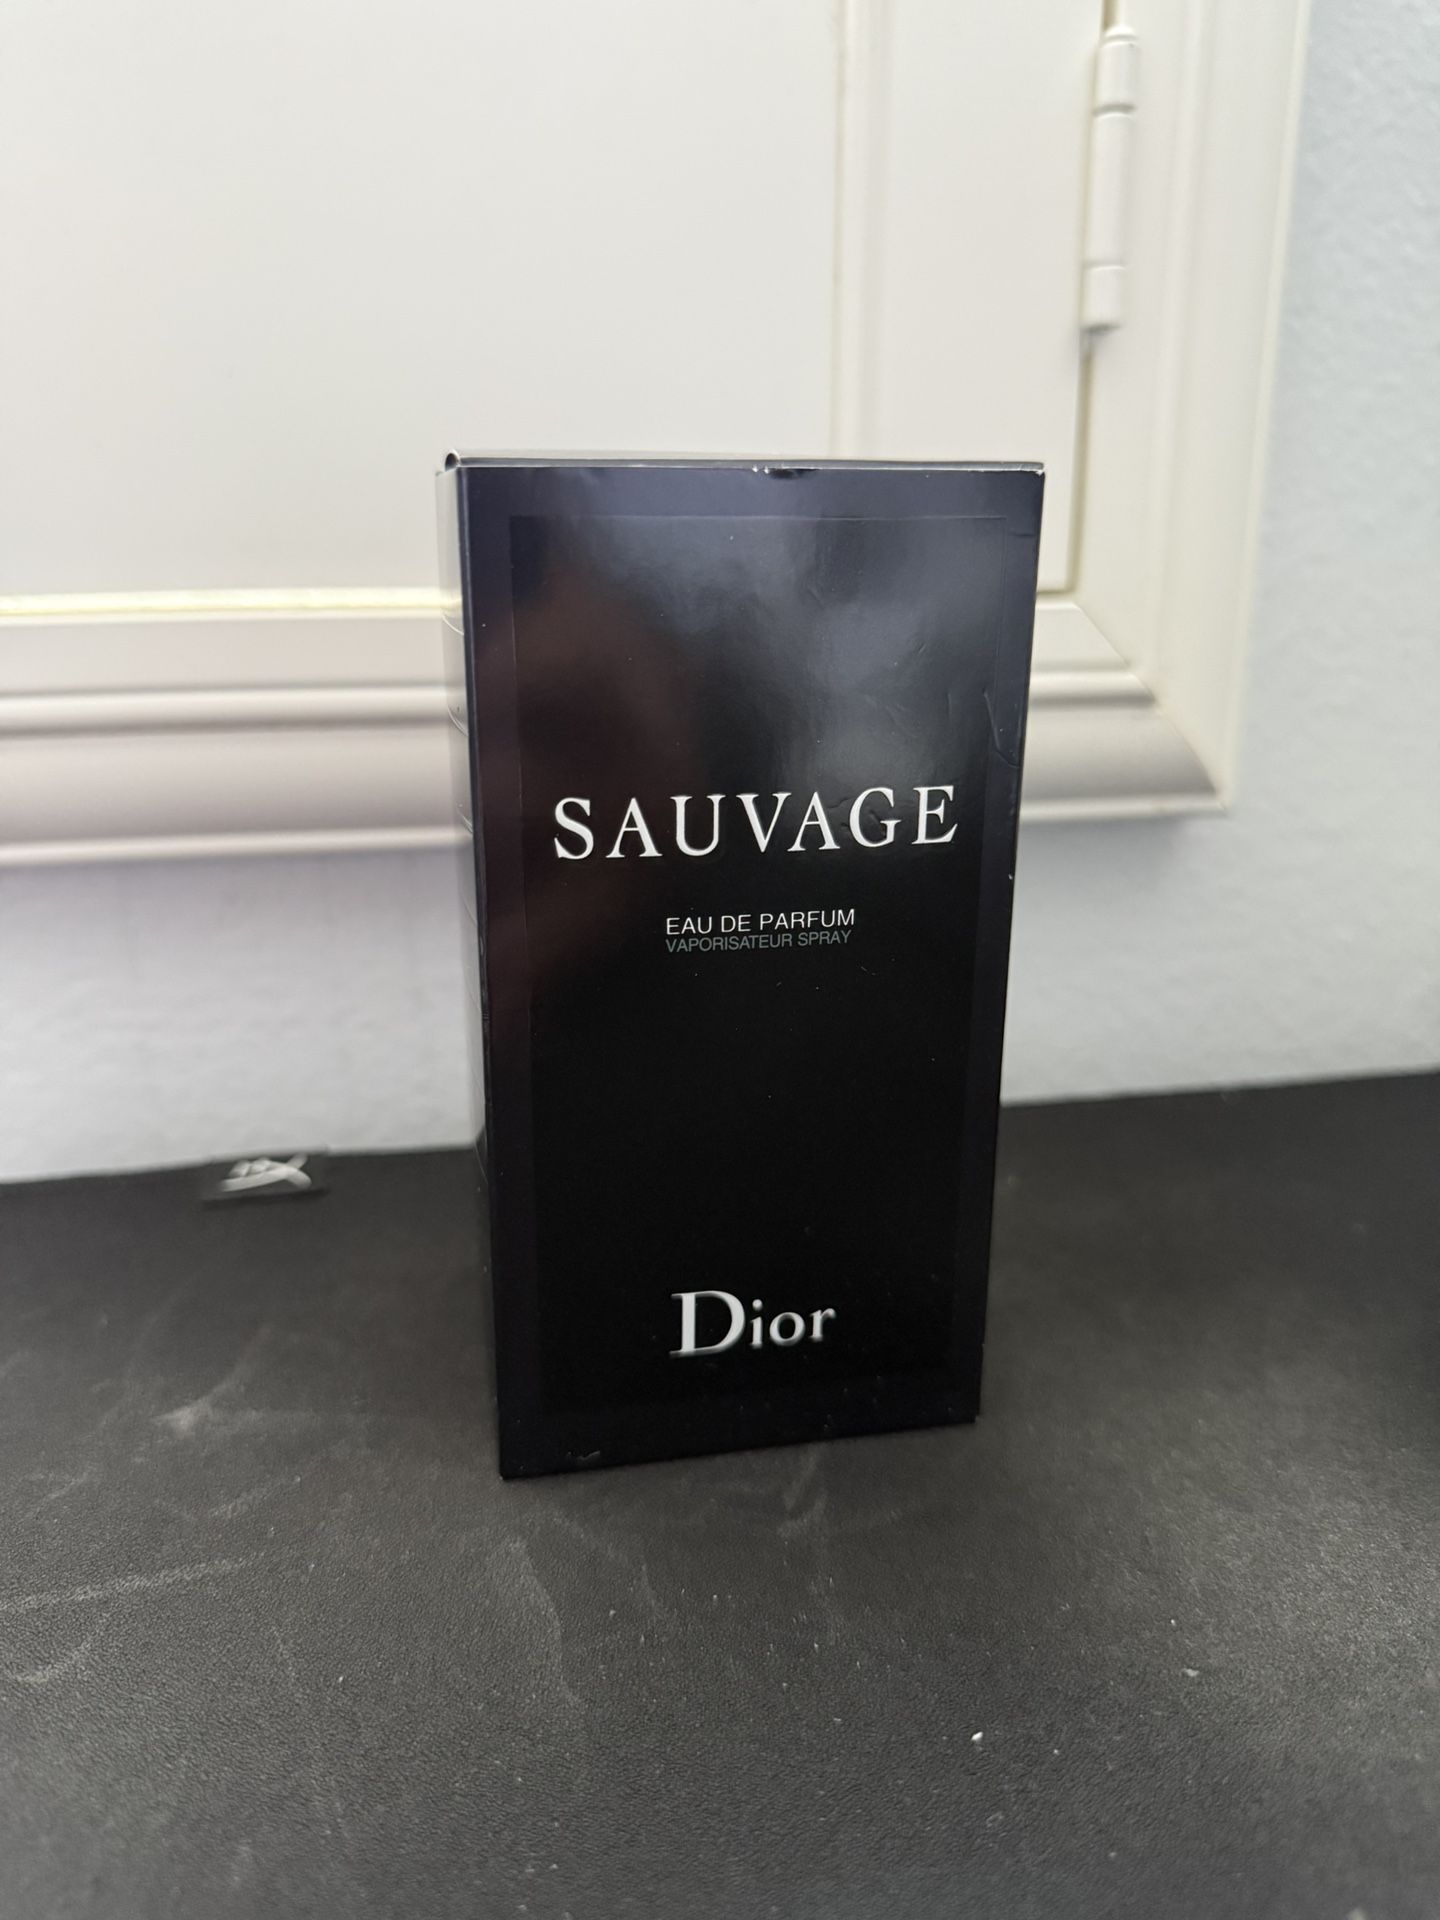 SAUVAGE
EAU DE PARFUM
VAPORISATEUR SPRAY
Dior